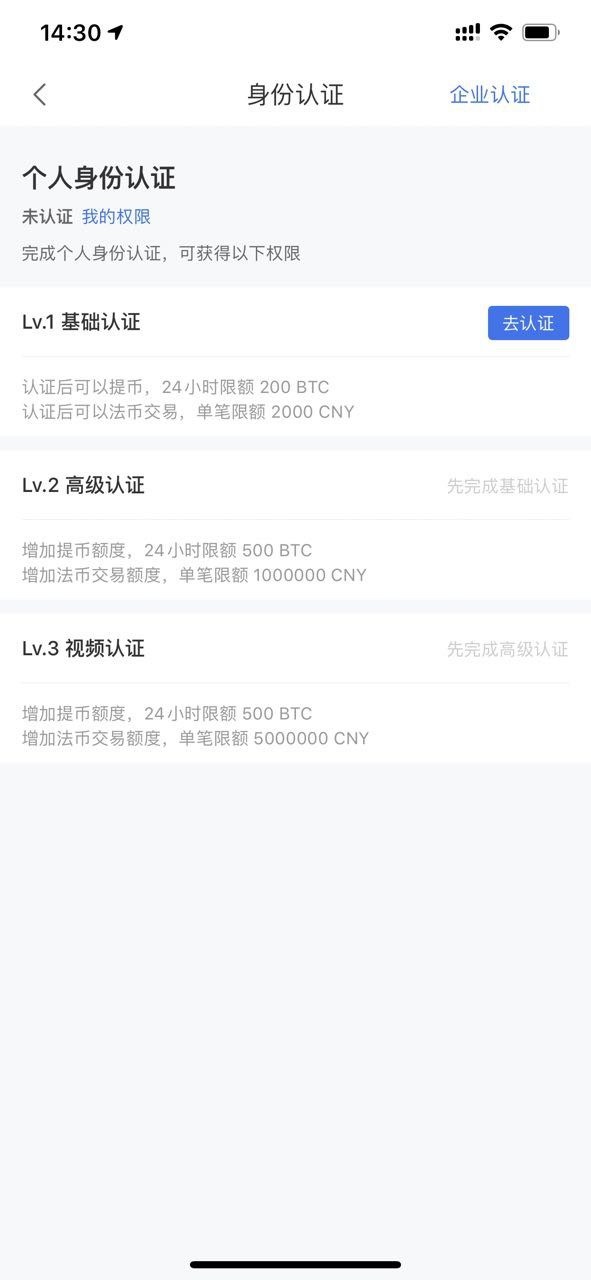 14:30
身份认证
企业认证
个人身份认证
未认证 我的权限
完成个人身份认证，可获得以下权限
Lv.1 基础认证
去认证
认证后可以提币，24小时限额 200 BTC
认证后可以法币交易，单笔限额 2000 CNY
Lv.2 高级认证
先完成基础认证
增加提币额度，24小时限额 500 BTC
增加法币交易额度，单笔限额 1000000 CNY
Lv.3 视频认证
先完成高级认证
增加提币额度，24小时限额 500 BTC
增加法币交易额度，单笔限额 5000000 CNY